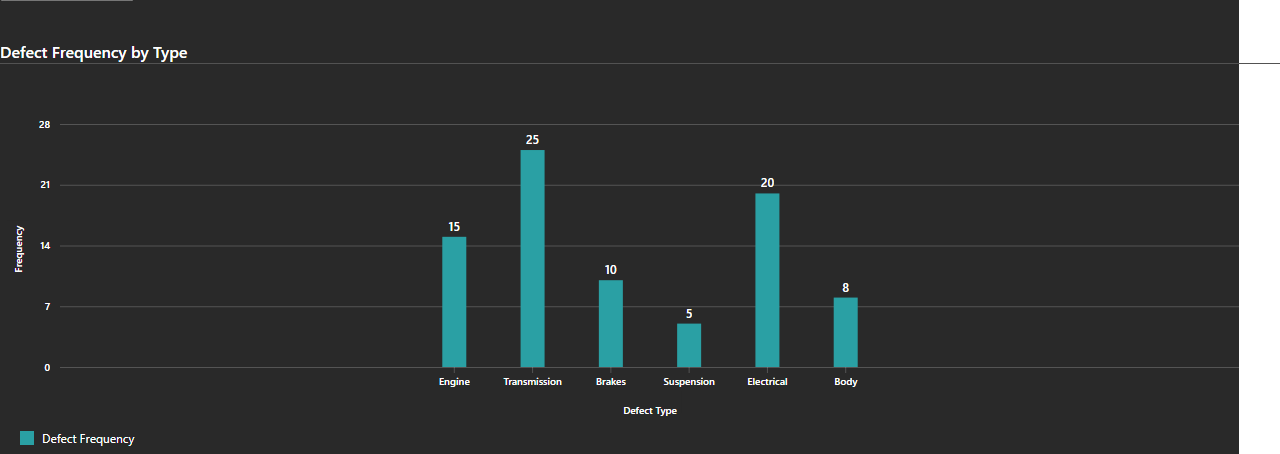 Defect Frequency by Type
28
25
21
20
15
14
Frequency
10
8
7
5
0
Engine Transmission Brakes Suspension Electrical Body
Defect Type
Defect Frequency